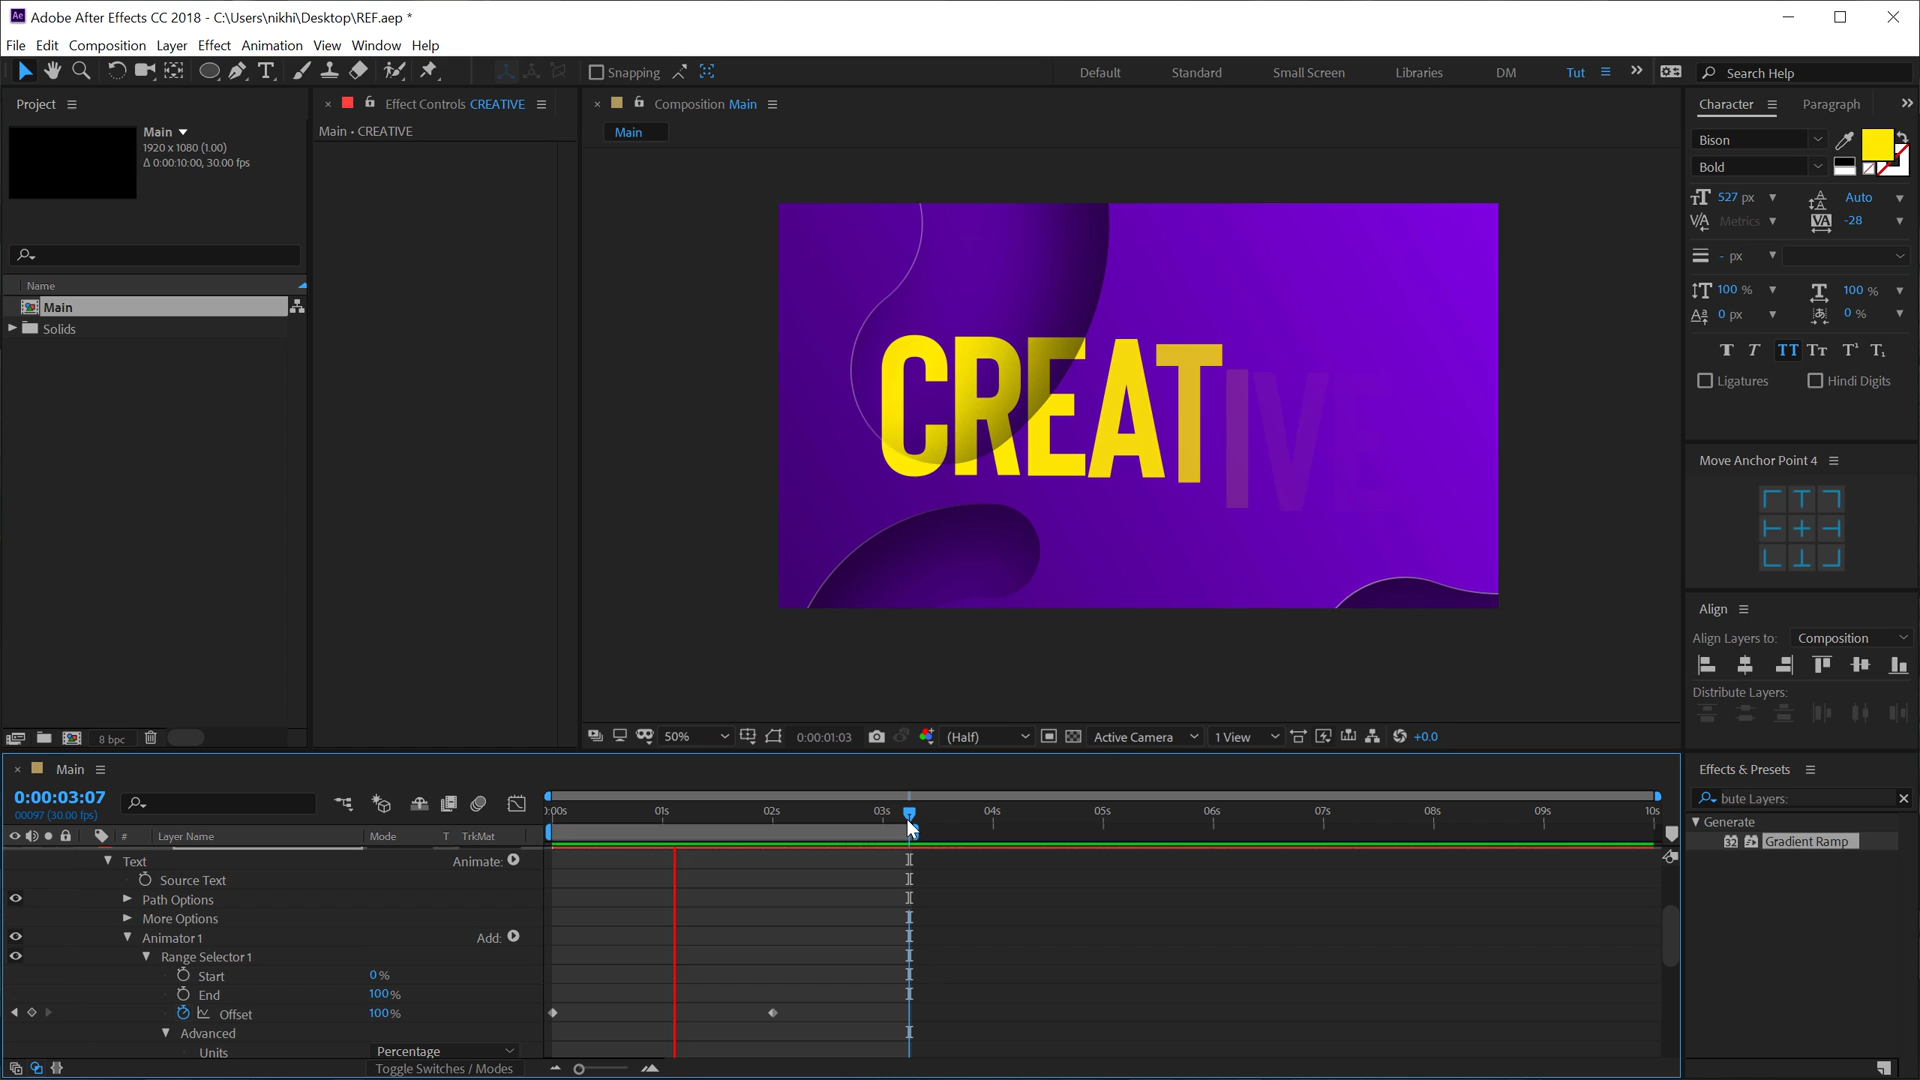 Adobe After Effects CC 2018 - C:\Users\nikhi\Desktop\REF.aep *
File Edit Composition Layer Effect Animation View Window Help
Snapping
Default Standard Small Screen Libraries DM Tut
Search Help
Project
Main
1920 x 1080 (1.00)
Δ 0:00:10:00, 30.00 fps
Name
Main
Solids
8 bpc
Effect Controls CREATIVE
Main • CREATIVE
Composition Main
Main
CREATIVE
50% 0:00:01:03 (Half) Active Camera 1 View +0.0
Character Paragraph
Bison
Bold
527 px Auto
Metrics -28
- px
100 % 100 %
0 px 0 %
Ligatures Hindi Digits
Move Anchor Point 4
Align
Align Layers to: Composition
Distribute Layers:
Effects & Presets
bute Layers:
Generate
32 Gradient Ramp
Main
0:00:03:07
00097 (30.00 fps)
:00s 01s 02s 03s 04s 05s 06s 07s 08s 09s 10s
# Layer Name Mode T TrkMat
Text Animate:
Source Text
Path Options
More Options
Animator 1 Add:
Range Selector 1
Start 0 %
End 100 %
Offset 100 %
Advanced
Units Percentage
Toggle Switches / Modes